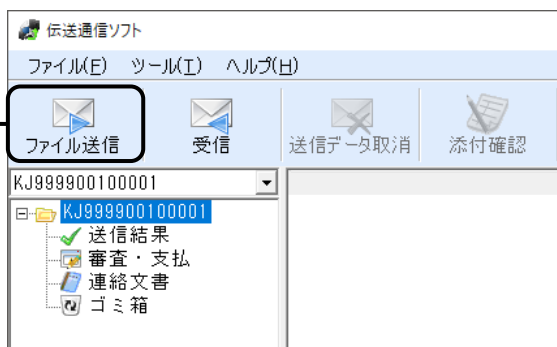 伝送通信ソフト
ファイル(F) ツール(T) ヘルプ(H)
ファイル送信 受信 送信データ取消 添付確認
KJ999900100001
KJ999900100001
送信結果
審査・支払
連絡文書
ゴミ箱